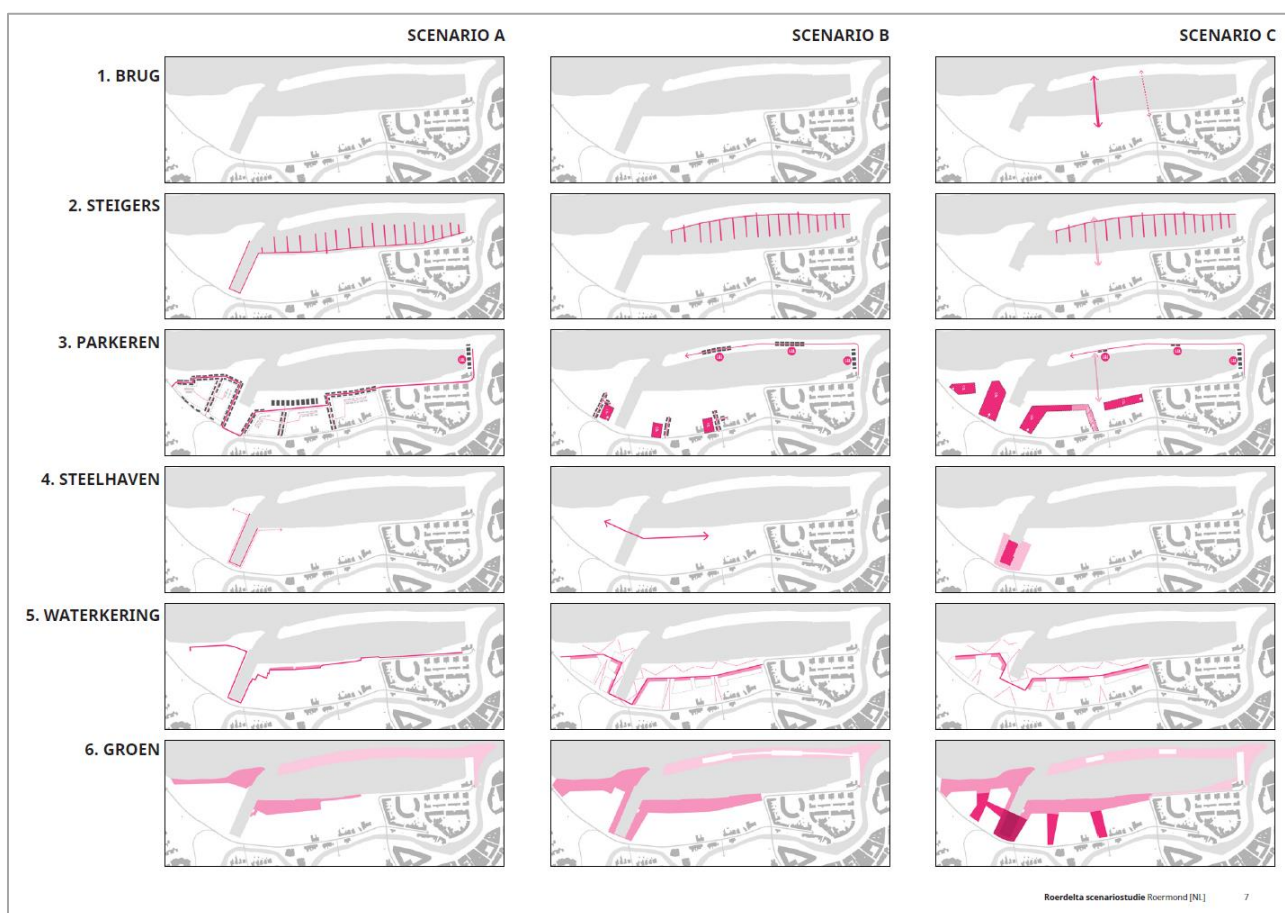 SCENARIO A
SCENARIO B
SCENARIO C
1. BRUG
2. STEIGERS
3. PARKEREN
4. STEELHAVEN
5. WATERKERING
6. GROEN
Roerdelta scenariostudie Roermond [NL] 7